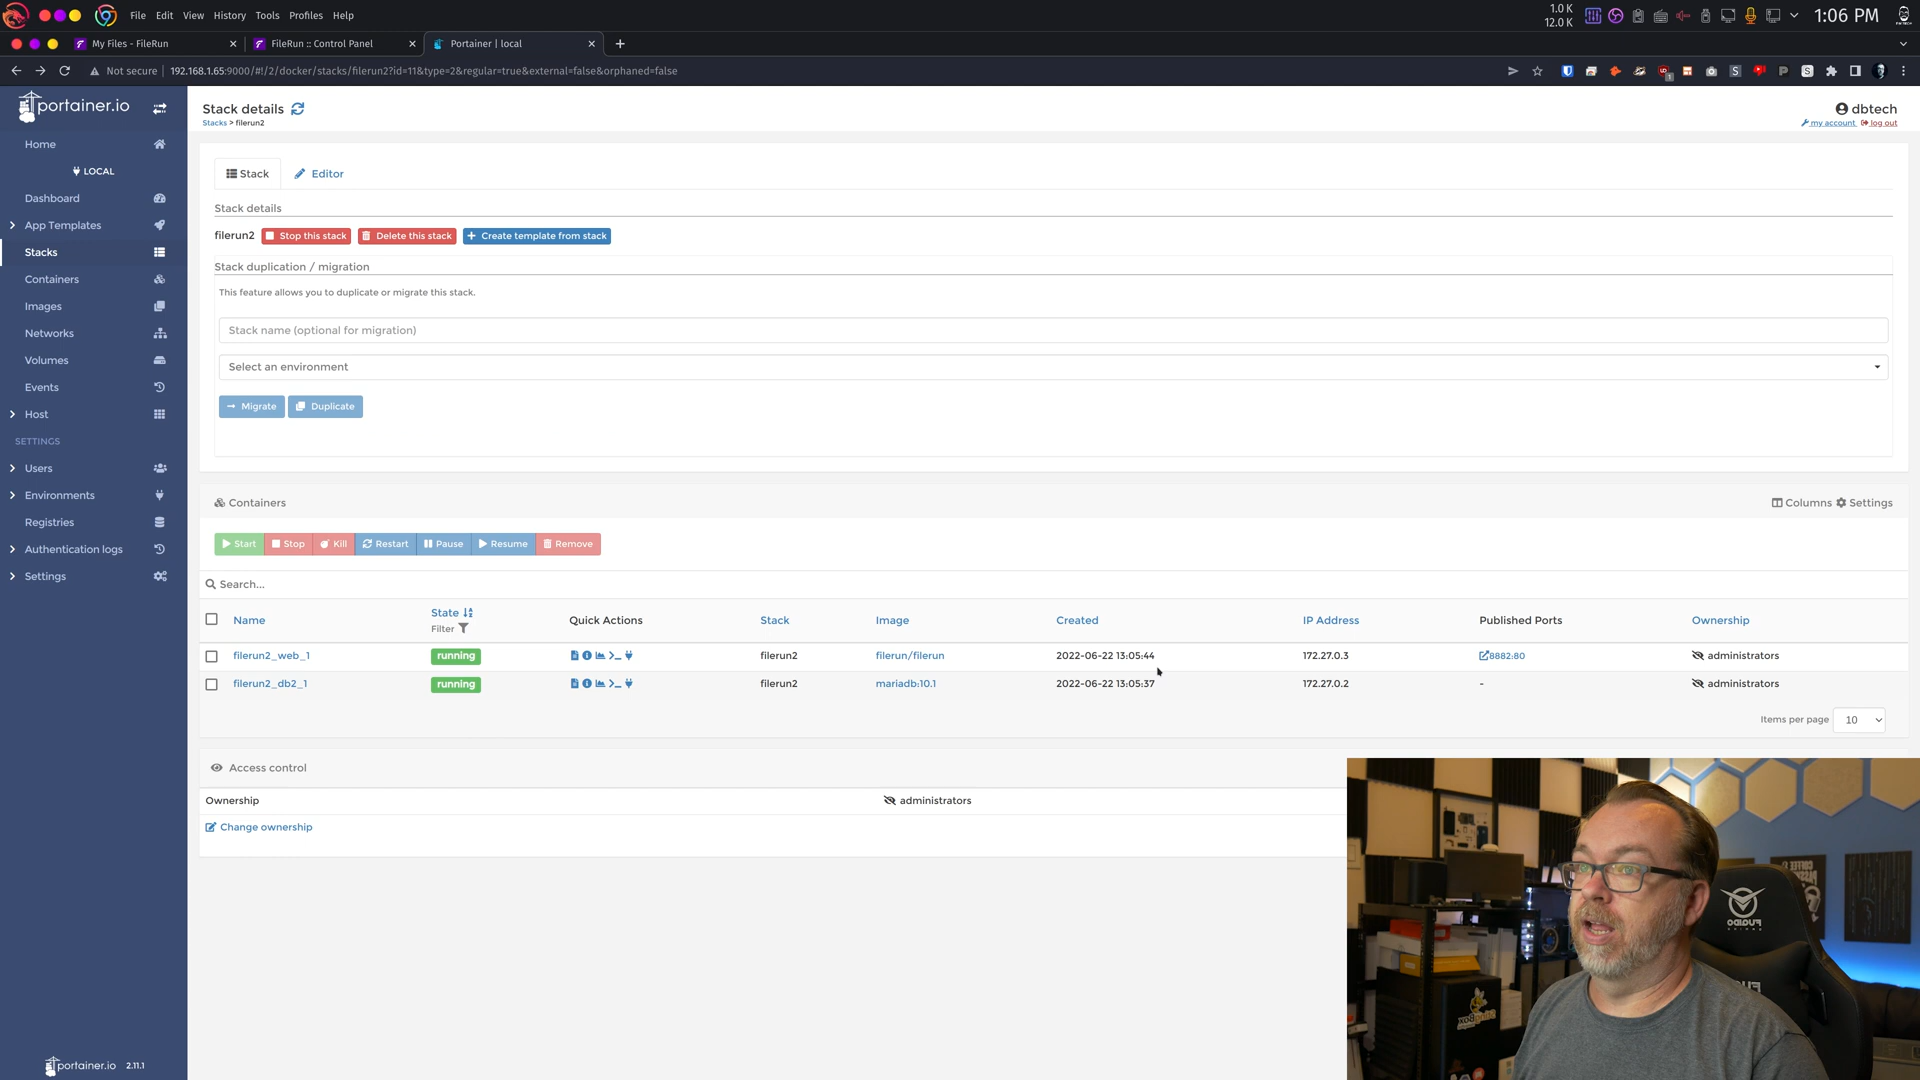 File Edit View History Tools Profiles Help
1.0 K
12.0 K
1:06 PM
My Files - FileRun
FileRun :: Control Panel
Portainer | local
Not secure
192.168.1.65:9000/#!/2/docker/stacks/filerun2?id=11&type=2&regular=true&external=false&orphaned=false
portainer.io
Home
LOCAL
Dashboard
App Templates
Stacks
Containers
Images
Networks
Volumes
Events
Host
SETTINGS
Users
Environments
Registries
Authentication logs
Settings
portainer.io 2.11.1
Stack details
Stacks > filerun2
dbtech
my account log out
Stack
Editor
Stack details
filerun2 Stop this stack Delete this stack Create template from stack
Stack duplication / migration
This feature allows you to duplicate or migrate this stack.
Stack name (optional for migration)
Select an environment
Migrate Duplicate
Containers
Columns Settings
Start Stop Kill Restart Pause Resume Remove
Search...
Name State Filter Quick Actions Stack Image Created IP Address Published Ports Ownership
filerun2_web_1 running filerun2 filerun/filerun 2022-06-22 13:05:44 172.27.0.3 8882:80 administrators
filerun2_db2_1 running filerun2 mariadb:10.1 2022-06-22 13:05:37 172.27.0.2 - administrators
Items per page 10
Access control
Ownership administrators
Change ownership